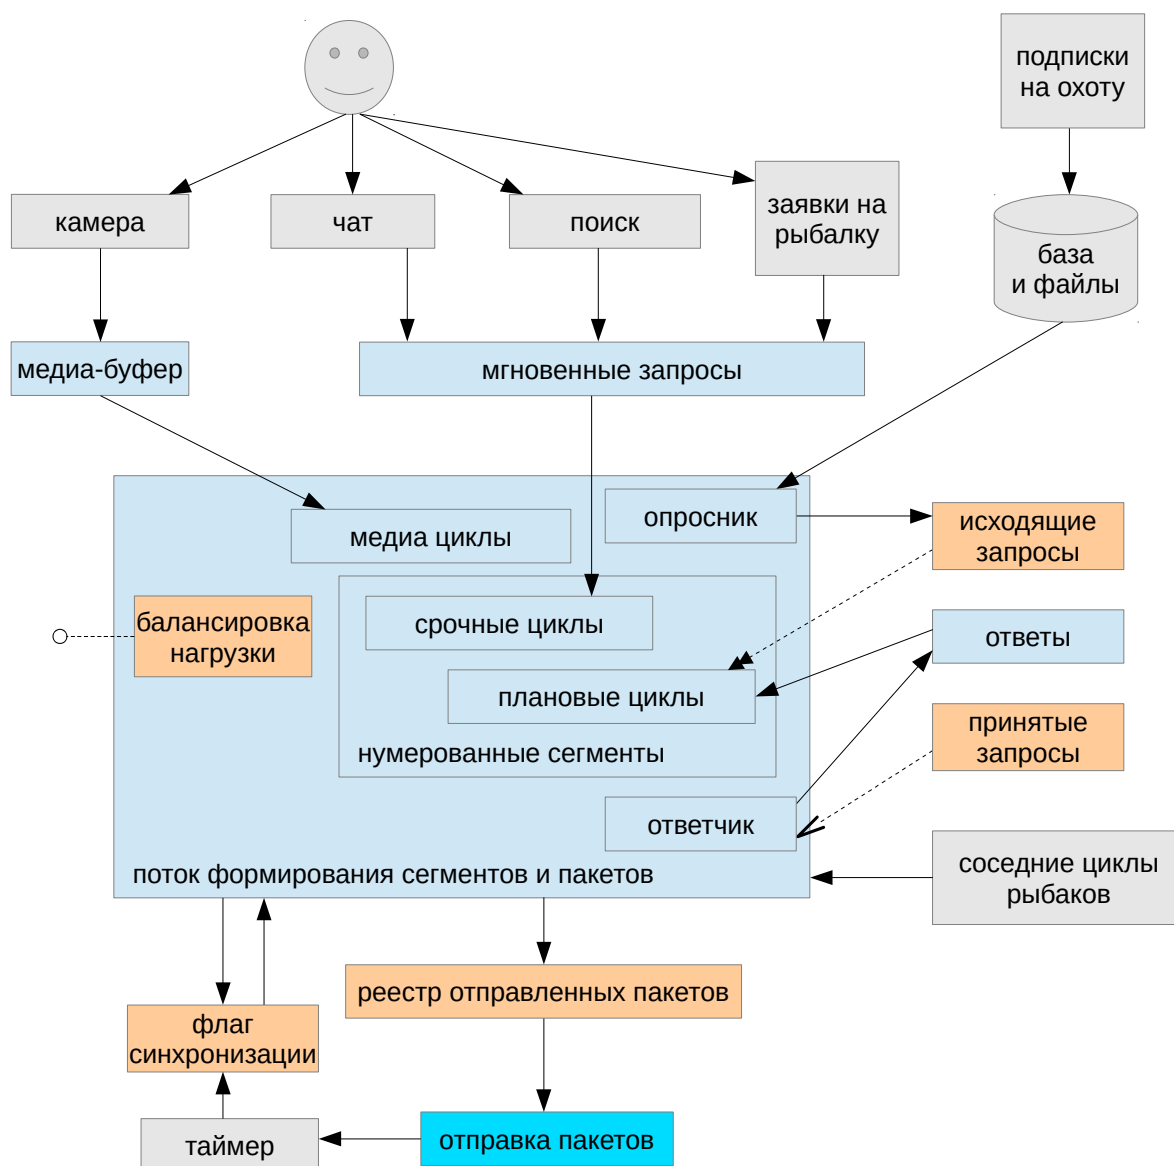 подписки
на охоту
камера
чат
поиск
заявки на
рыбалку
база
и файлы
медиа-буфер
мгновенные запросы
опросник
исходящие
запросы
медиа циклы
балансировка
нагрузки
срочные циклы
ответы
плановые циклы
принятые
запросы
нумерованные сегменты
ответчик
поток формирования сегментов и пакетов
соседние циклы
рыбаков
реестр отправленных пакетов
флаг
синхронизации
таймер
отправка пакетов